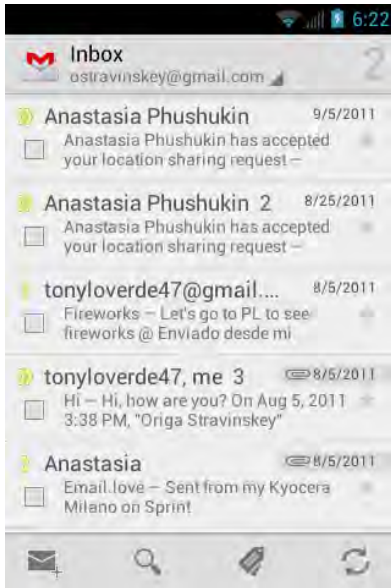 6:22
Inbox
ostravinskey@gmail.com
2
Anastasia Phushukin 9/5/2011
Anastasia Phushukin has accepted
your location sharing request –
Anastasia Phushukin 2 8/25/2011
Anastasia Phushukin has accepted
your location sharing request –
tonyloverde47@gmail.... 8/5/2011
Fireworks – Let's go to PL to see
fireworks @ Enviado desde mi
tonyloverde47, me 3 8/5/2011
Hi – Hi, how are you? On Aug 5, 2011
3:38 PM, "Origa Stravinskey"
Anastasia 8/5/2011
Email.love – Sent from my Kyocera
Milano on Sprint